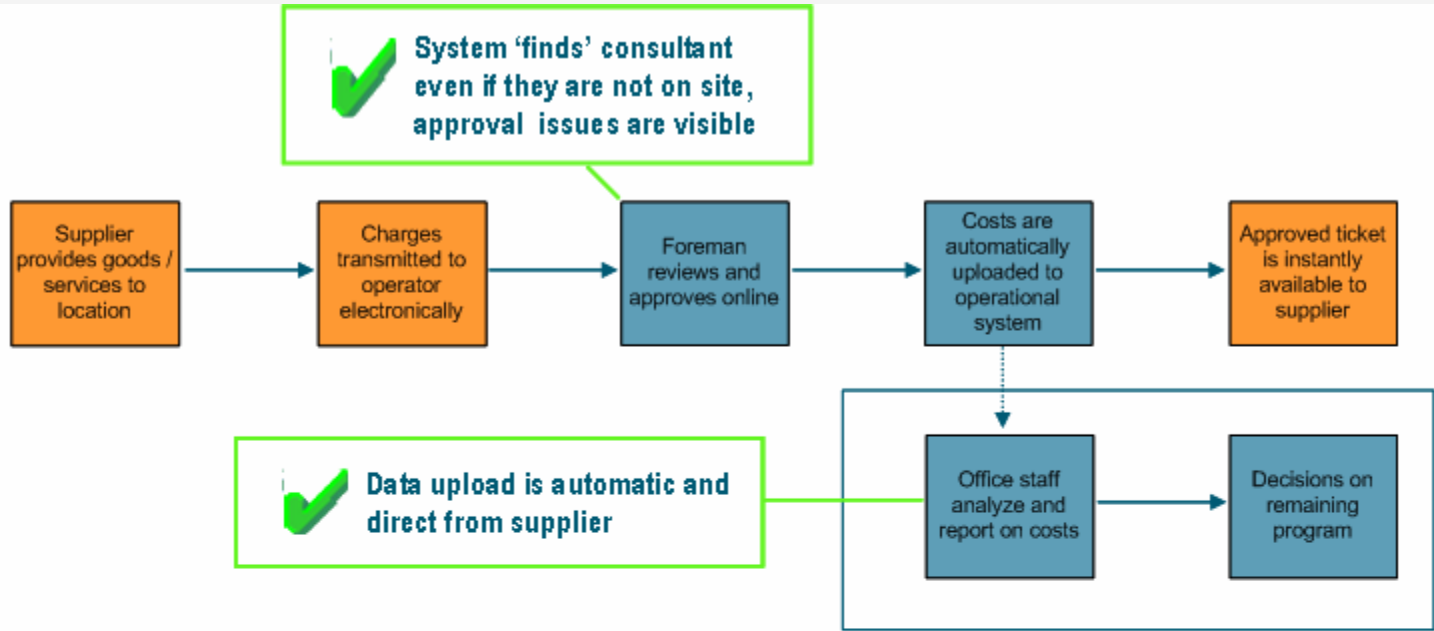 System ‘finds’ consultant
even if they are not on site,
approval issues are visible
Supplier
provides goods /
services to
location
Charges
transmitted to
operator
electronically
Foreman
reviews and
approves online
Costs are
automatically
uploaded to
operational
system
Approved ticket
is instantly
available to
supplier
Data upload is automatic and
direct from supplier
Office staff
analyze and
report on costs
Decisions on
remaining
program